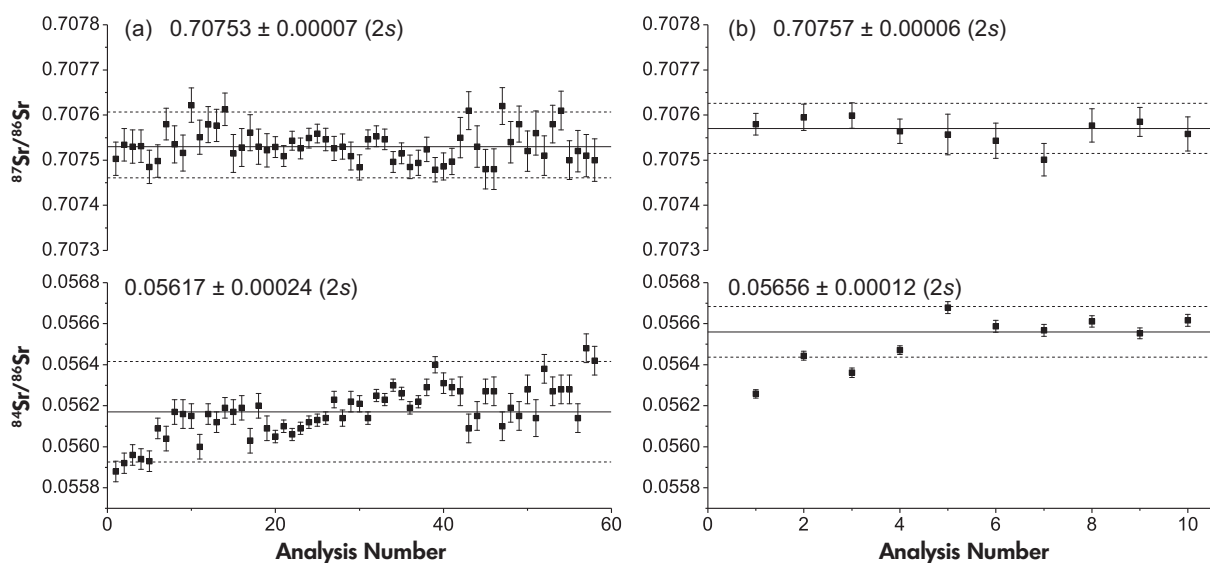 (a) 0.70753 ± 0.00007 (2s)
0.7078
0.7077
0.7076
0.7075
0.7074
0.7073
87Sr/86Sr
(b) 0.70757 ± 0.00006 (2s)
0.7078
0.7077
0.7076
0.7075
0.7074
0.7073
0.05617 ± 0.00024 (2s)
0.0568
0.0566
0.0564
0.0562
0.0560
0.0558
84Sr/86Sr
0 20 40 60
Analysis Number
0.05656 ± 0.00012 (2s)
0.0568
0.0566
0.0564
0.0562
0.0560
0.0558
0 2 4 6 8 10
Analysis Number